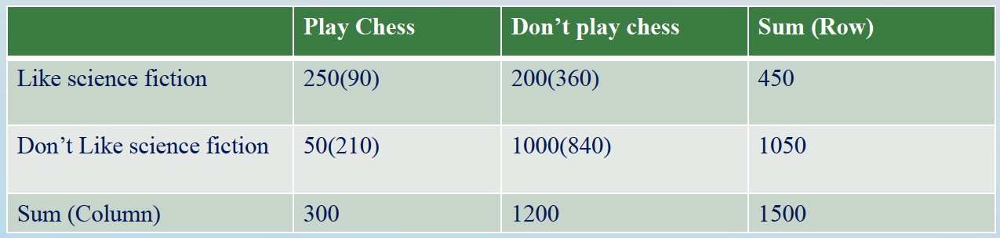 Play Chess Don’t play chess Sum (Row)
Like science fiction 250(90) 200(360) 450
Don’t Like science fiction 50(210) 1000(840) 1050
Sum (Column) 300 1200 1500